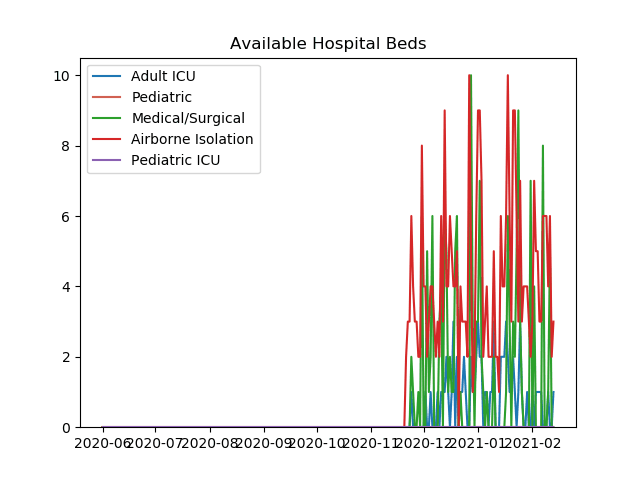 Available Hospital Beds
10
8
6
4
2
0
Adult ICU
Pediatric
Medical/Surgical
Airborne Isolation
Pediatric ICU
2020-06 2020-07 2020-08 2020-09 2020-10 2020-11 2020-12 2021-01 2021-02